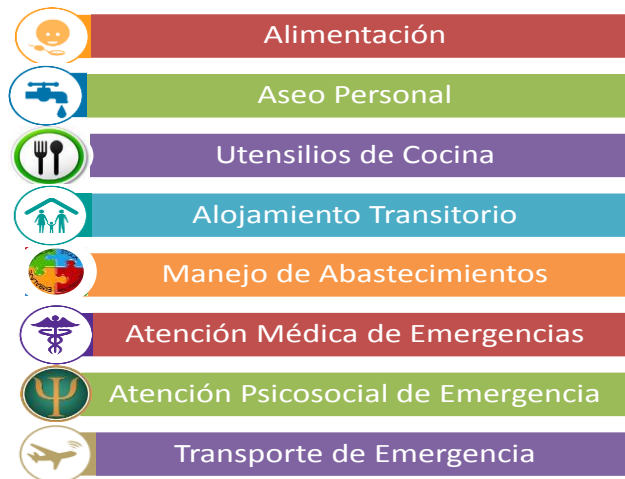 Alimentación
Aseo Personal
Utensilios de Cocina
Alojamiento Transitorio
Manejo de Abastecimientos
Atención Médica de Emergencias
Atención Psicosocial de Emergencia
Transporte de Emergencia